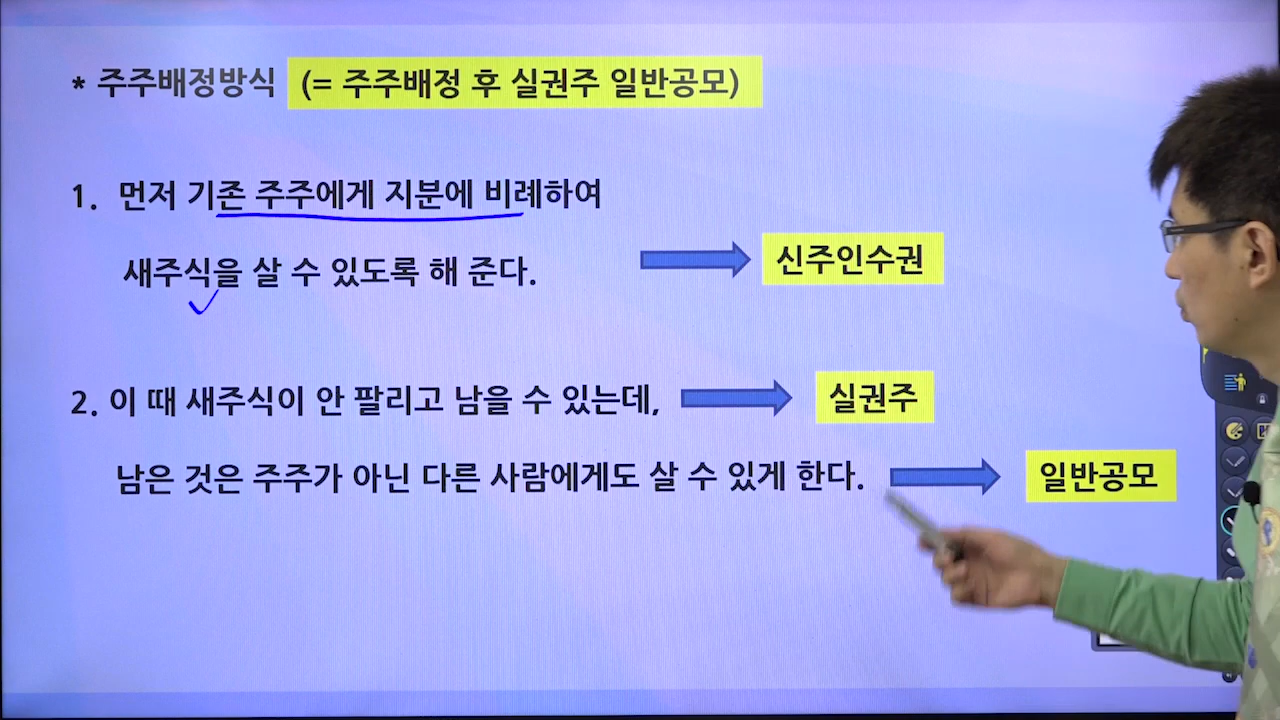 * 주주배정방식 (= 주주배정 후 실권주 일반공모)
1. 먼저 기존 주주에게 지분에 비례하여
새주식을 살 수 있도록 해 준다. 신주인수권
2. 이 때 새주식이 안 팔리고 남을 수 있는데, 실권주
남은 것은 주주가 아닌 다른 사람에게도 살 수 있게 한다. 일반공모